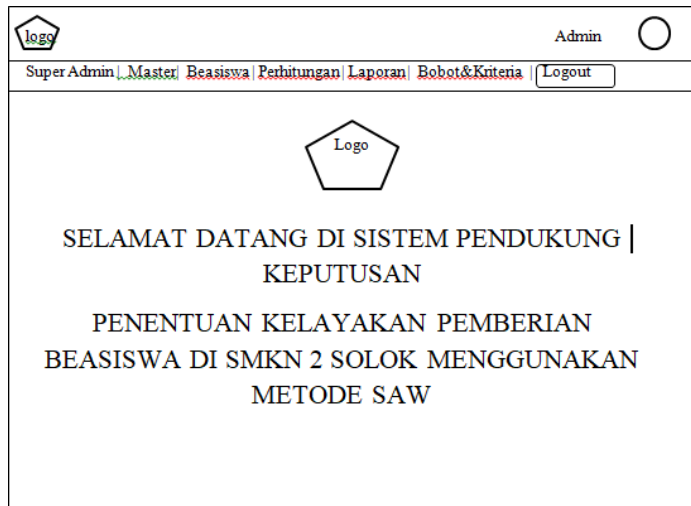 logo
Admin
Super Admin | Master | Beasiswa | Perhitungan | Laporan | Bobot&Kriteria | Logout
Logo
SELAMAT DATANG DI SISTEM PENDUKUNG
KEPUTUSAN
PENENTUAN KELAYAKAN PEMBERIAN
BEASISWA DI SMKN 2 SOLOK MENGGUNAKAN
METODE SAW